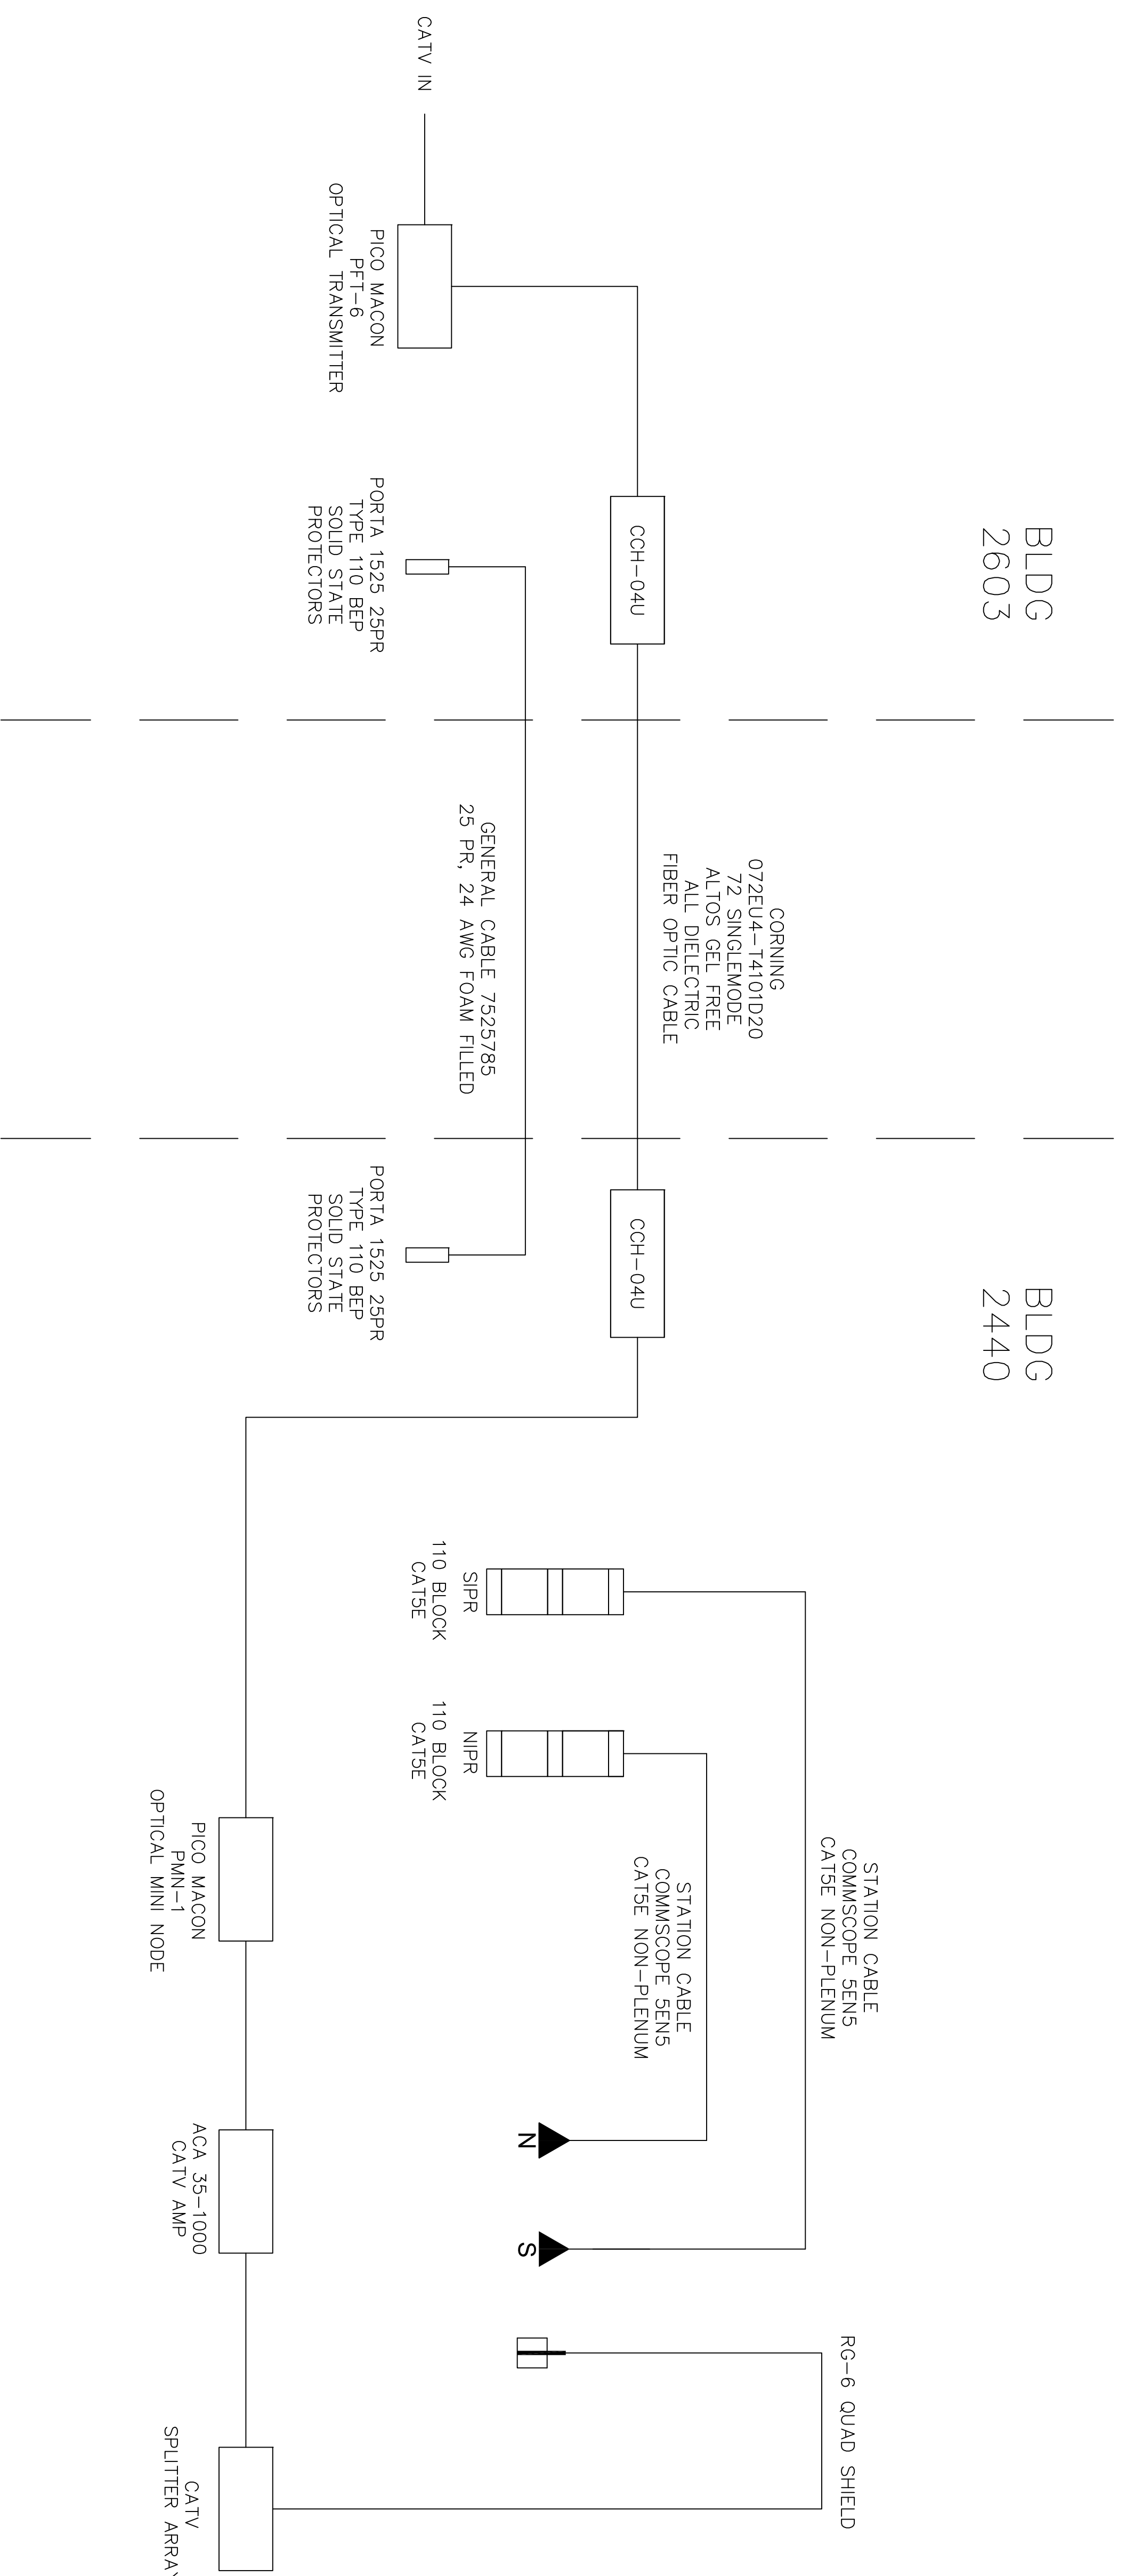 BLDG
2603
BLDG
2440
CATV IN
PICO MACON
PFT-6
OPTICAL TRANSMITTER
CCH-04U
PORTA 1525 25PR
TYPE 110 BEP
SOLID STATE
PROTECTORS
CORNING
072EU4-T4101D20
72 SINGLEMODE
ALTOS GEL FREE
ALL DIELECTRIC
FIBER OPTIC CABLE
GENERAL CABLE 7525785
25 PR, 24 AWG FOAM FILLED
CCH-04U
PORTA 1525 25PR
TYPE 110 BEP
SOLID STATE
PROTECTORS
SIPR
110 BLOCK
CAT5E
NIPR
110 BLOCK
CAT5E
STATION CABLE
COMMSCOPE 5EN5
CAT5E NON-PLENUM
STATION CABLE
COMMSCOPE 5EN5
CAT5E NON-PLENUM
N
S
RG-6 QUAD SHIELD
PICO MACON
PMN-1
OPTICAL MINI NODE
ACA 35-1000
CATV AMP
CATV
SPLITTER ARRAY